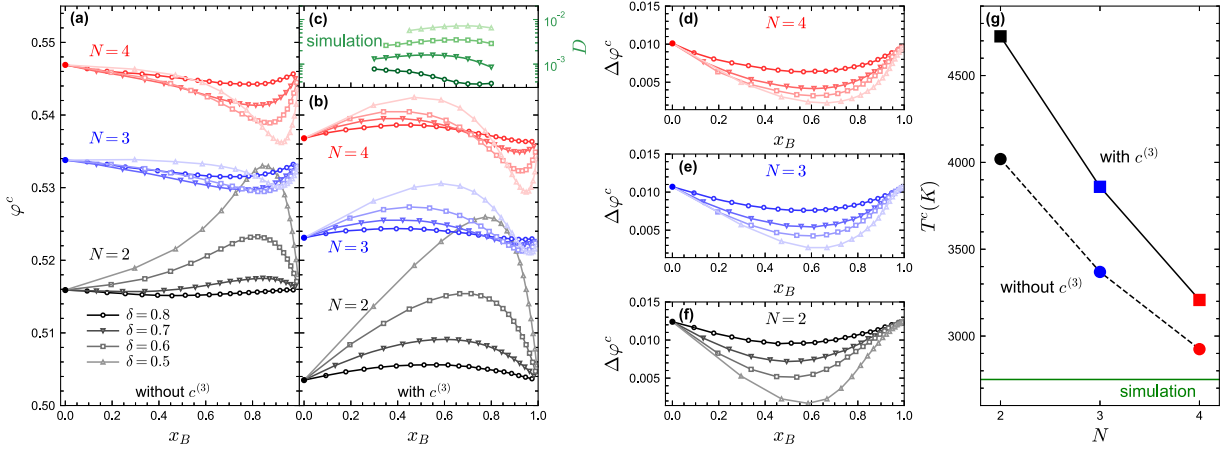 (a)
0.55
0.54
0.53
0.52
0.51
0.50
φ^c
N = 4
N = 3
N = 2
δ = 0.8
δ = 0.7
δ = 0.6
δ = 0.5
without c^(3)
0.0 0.2 0.4 0.6 0.8
x_B
(c)
simulation
10^-2
10^-3
D
(b)
N = 4
N = 3
N = 2
with c^(3)
0.0 0.2 0.4 0.6 0.8 1.0
x_B
(d)
N = 4
0.015
0.010
0.005
Δφ^c
0.0 0.2 0.4 0.6 0.8 1.0
x_B
(e)
N = 3
0.015
0.010
0.005
Δφ^c
0.0 0.2 0.4 0.6 0.8 1.0
x_B
(f)
N = 2
0.015
0.010
0.005
Δφ^c
0.0 0.2 0.4 0.6 0.8 1.0
x_B
(g)
4500
4000
3500
3000
T^c(K)
with c^(3)
without c^(3)
simulation
2 3 4
N